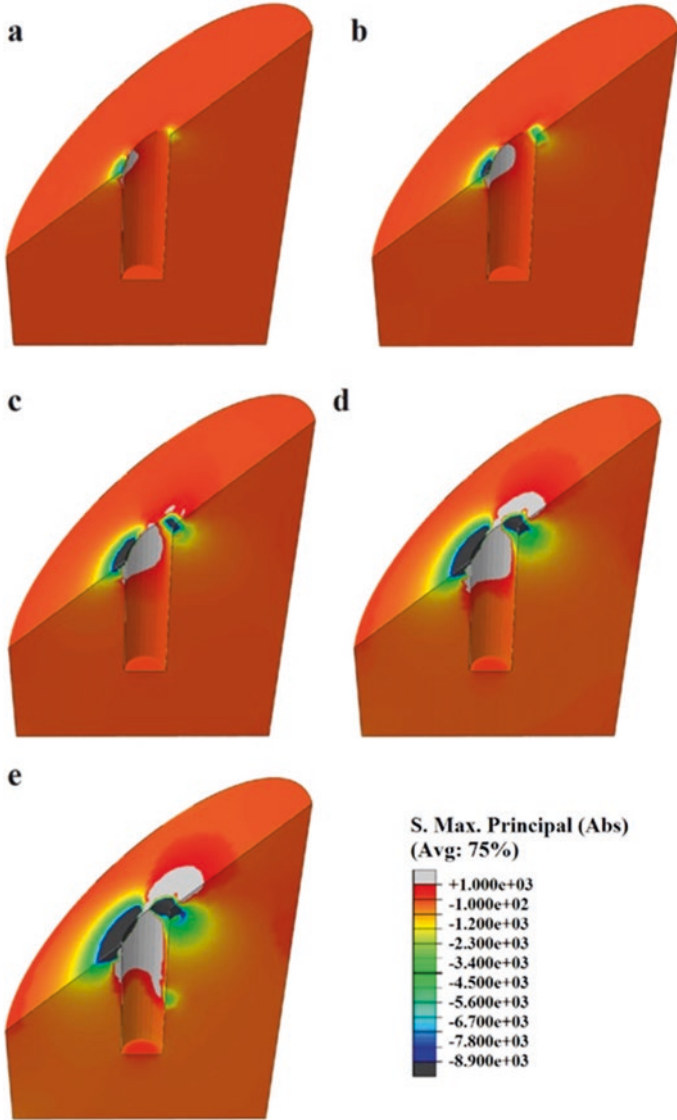 a
b
c
d
e
S. Max. Principal (Abs)
(Avg: 75%)
+1.000e+03
-1.000e+02
-1.200e+03
-2.300e+03
-3.400e+03
-4.500e+03
-5.600e+03
-6.700e+03
-7.800e+03
-8.900e+03